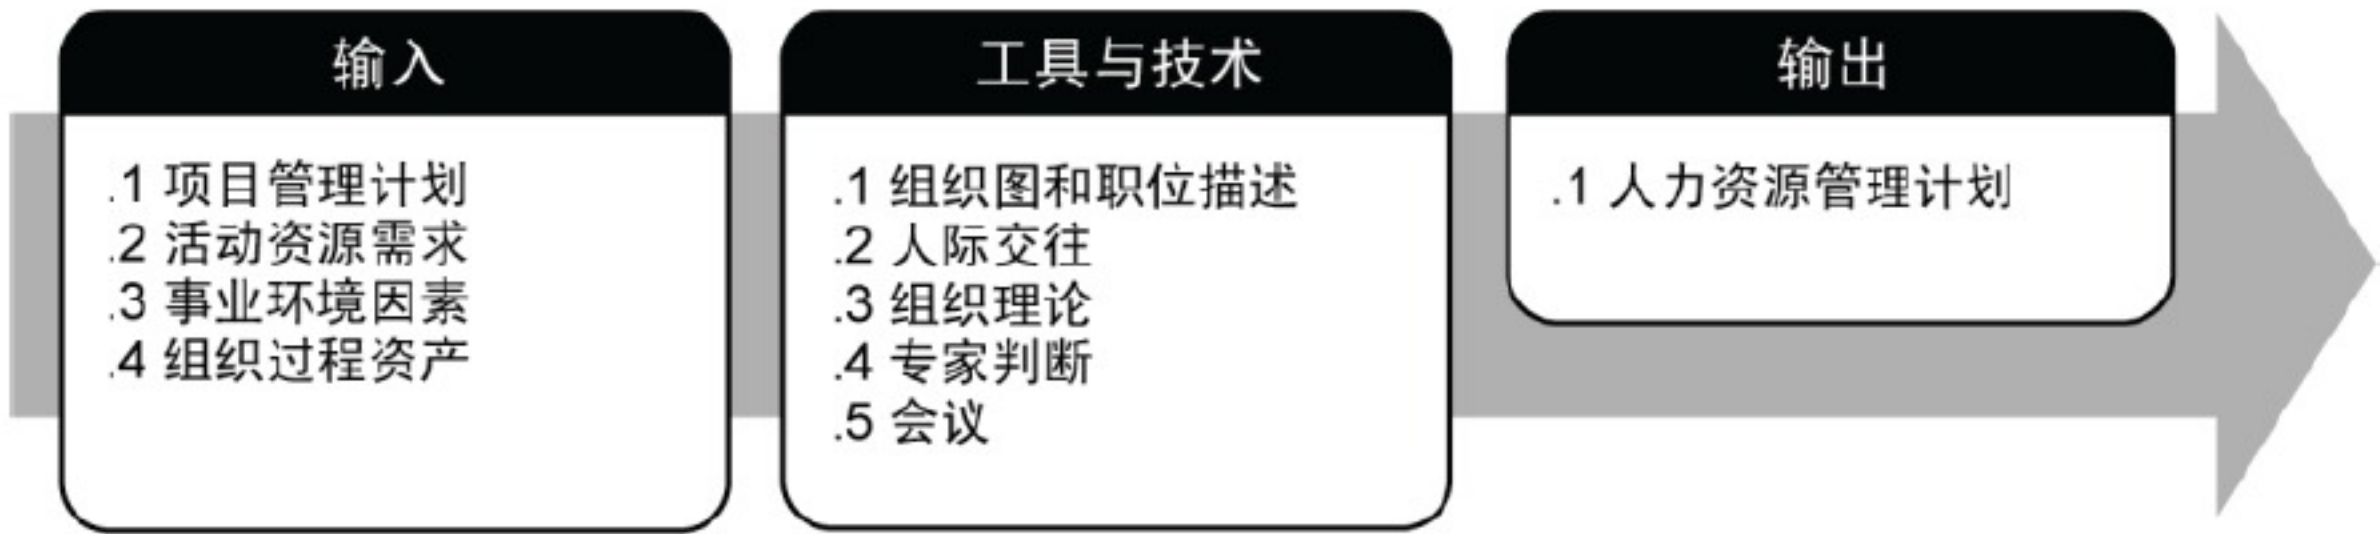 输入
.1 项目管理计划
.2 活动资源需求
.3 事业环境因素
.4 组织过程资产
工具与技术
.1 组织图和职位描述
.2 人际交往
.3 组织理论
.4 专家判断
.5 会议
输出
.1 人力资源管理计划